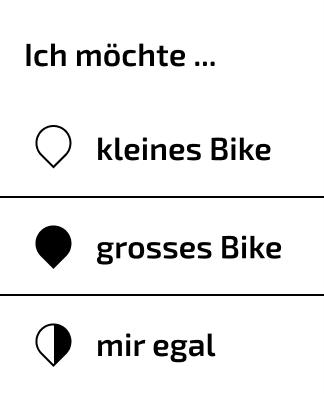 Ich möchte ...
kleines Bike
grosses Bike
mir egal